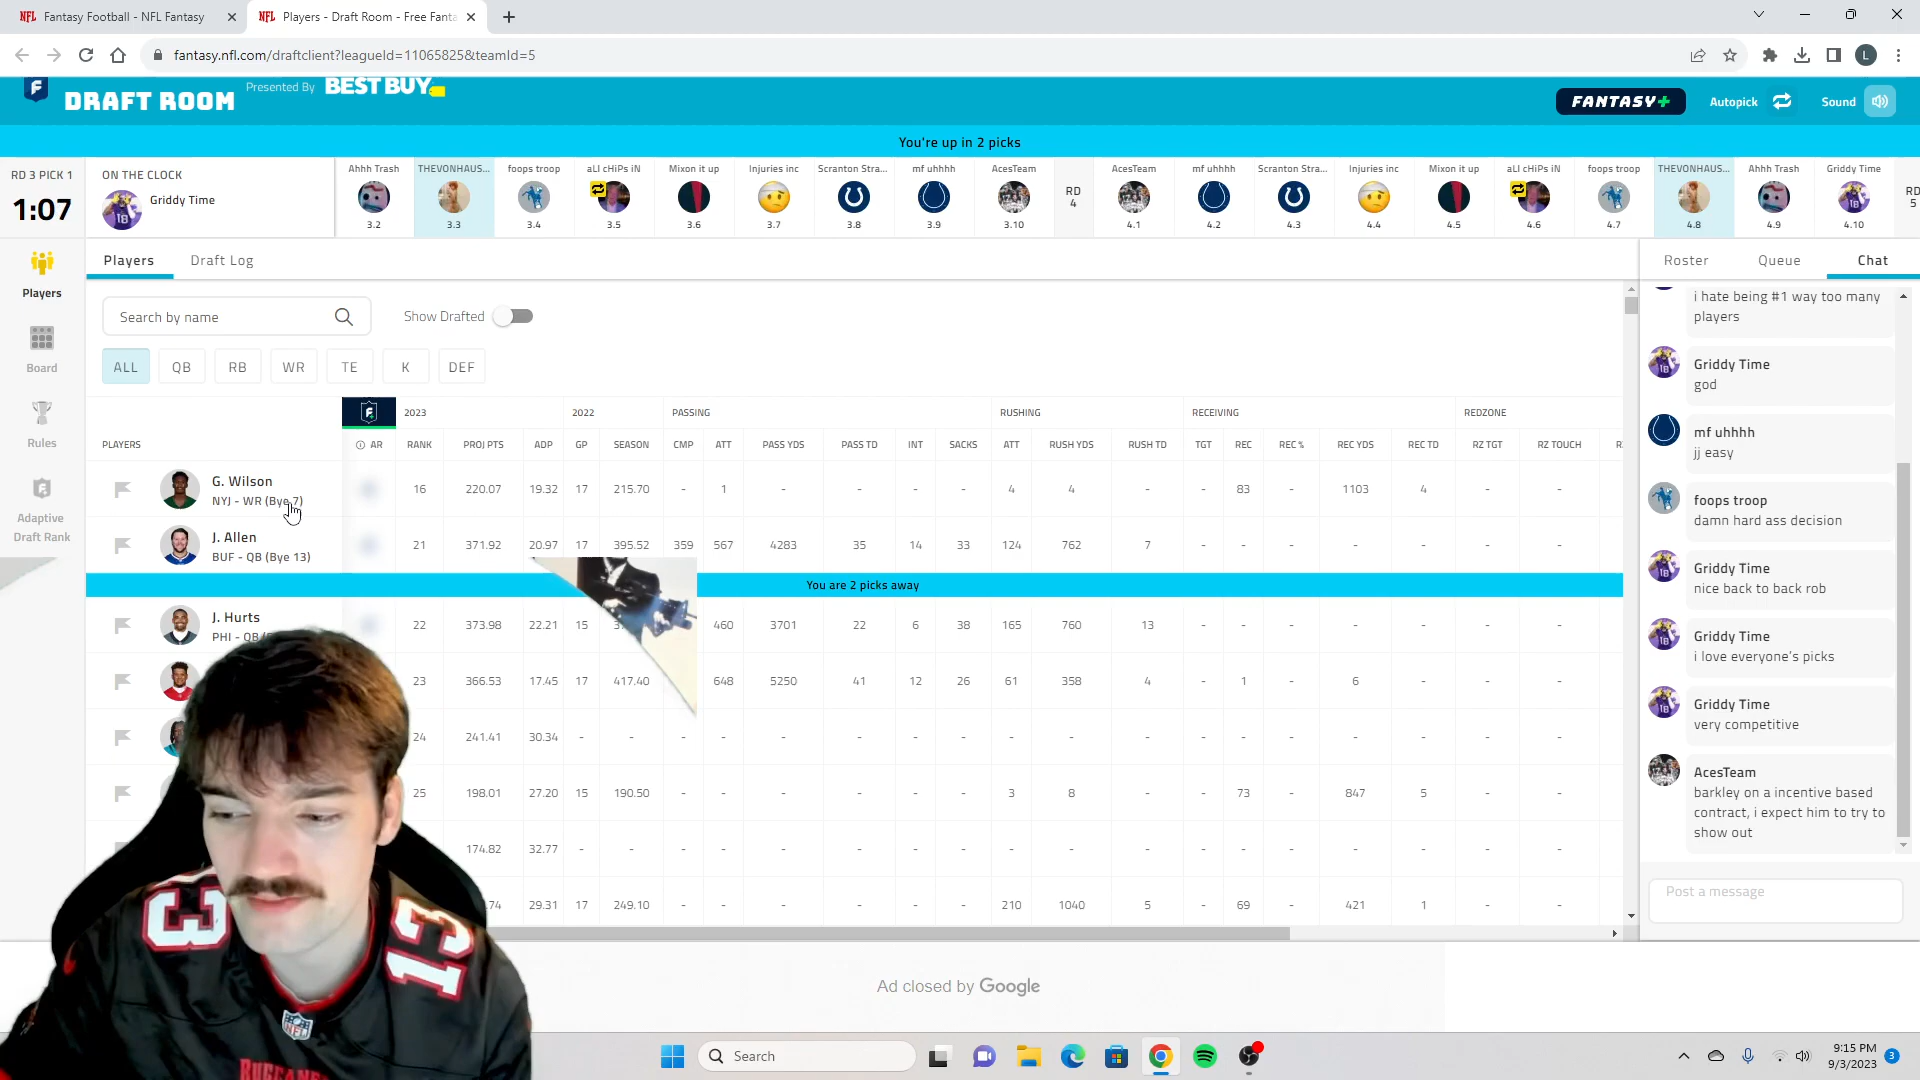 Fantasy Football - NFL Fantasy
Players - Draft Room - Free Fanta
fantasy.nfl.com/draftclient?leagueId=11065825&teamId=5
L
DRAFT ROOM Presented By BEST BUY
FANTASY+ Autopick Sound
You're up in 2 picks
RD 3 PICK 1
1:07
ON THE CLOCK
Griddy Time
Ahhh Trash THEVONHAUS... foops troop aLl cHiPs iN Mixon it up Injuries inc Scranton Stra... mf uhhhh AcesTeam
3.2 3.3 3.4 3.5 3.6 3.7 3.8 3.9 3.10
RD 4
AcesTeam mf uhhhh Scranton Stra... Injuries inc Mixon it up aLl cHiPs iN foops troop THEVONHAUS... Ahhh Trash Griddy Time
4.1 4.2 4.3 4.4 4.5 4.6 4.7 4.8 4.9 4.10
RD 5
Players
Board
Rules
Adaptive
Draft Rank
Players Draft Log
Search by name
Show Drafted
ALL QB RB WR TE K DEF
2023 2022 PASSING RUSHING RECEIVING REDZONE
PLAYERS AR RANK PROJ PTS ADP GP SEASON CMP ATT PASS YDS PASS TD INT SACKS ATT RUSH YDS RUSH TD TGT REC REC % REC YDS REC TD RZ TGT RZ TOUCH R
G. Wilson
NYJ - WR (Bye 7)
16 220.07 19.32 17 215.70 - 1 - - - - 4 4 - - 83 - 1103 4 - -
J. Allen
BUF - QB (Bye 13)
21 371.92 20.97 17 395.52 359 567 4283 35 14 33 124 762 7 - - - - - - -
You are 2 picks away
J. Hurts
PHI - QB
22 373.98 22.21 15 460 3701 22 6 38 165 760 13 - - - - - - -
23 366.53 17.45 17 417.40 648 5250 41 12 26 61 358 4 - 1 - 6 - - -
24 241.41 30.34 - - - - - - - - - - - - - - - - - -
25 198.01 27.20 15 190.50 - - - - - - 3 8 - - 73 - 847 5 - -
174.82 32.77 - - - - - - - - - - - - - - - - - -
.74 29.31 17 249.10 - - - - - - 210 1040 5 - 69 - 421 1 - -
Roster Queue Chat
i hate being #1 way too many
players
Griddy Time
god
mf uhhhh
jj easy
foops troop
damn hard ass decision
Griddy Time
nice back to back rob
Griddy Time
i love everyone's picks
Griddy Time
very competitive
AcesTeam
barkley on a incentive based
contract, i expect him to try to
show out
Post a message
Ad closed by Google
13
NFL
BUCCANEERS
Search
9:15 PM
9/3/2023
3